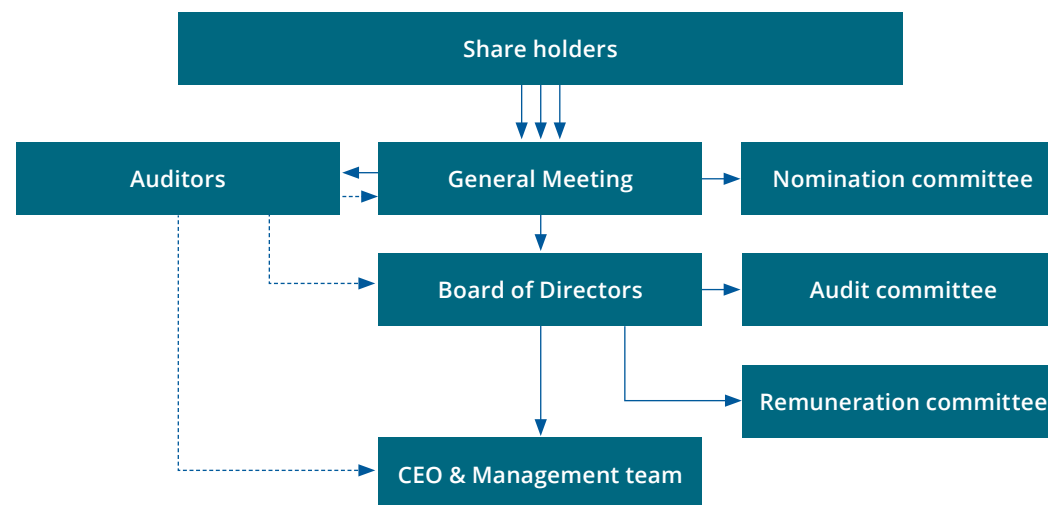 Share holders
Auditors
General Meeting
Nomination committee
Board of Directors
Audit committee
Remuneration committee
CEO & Management team